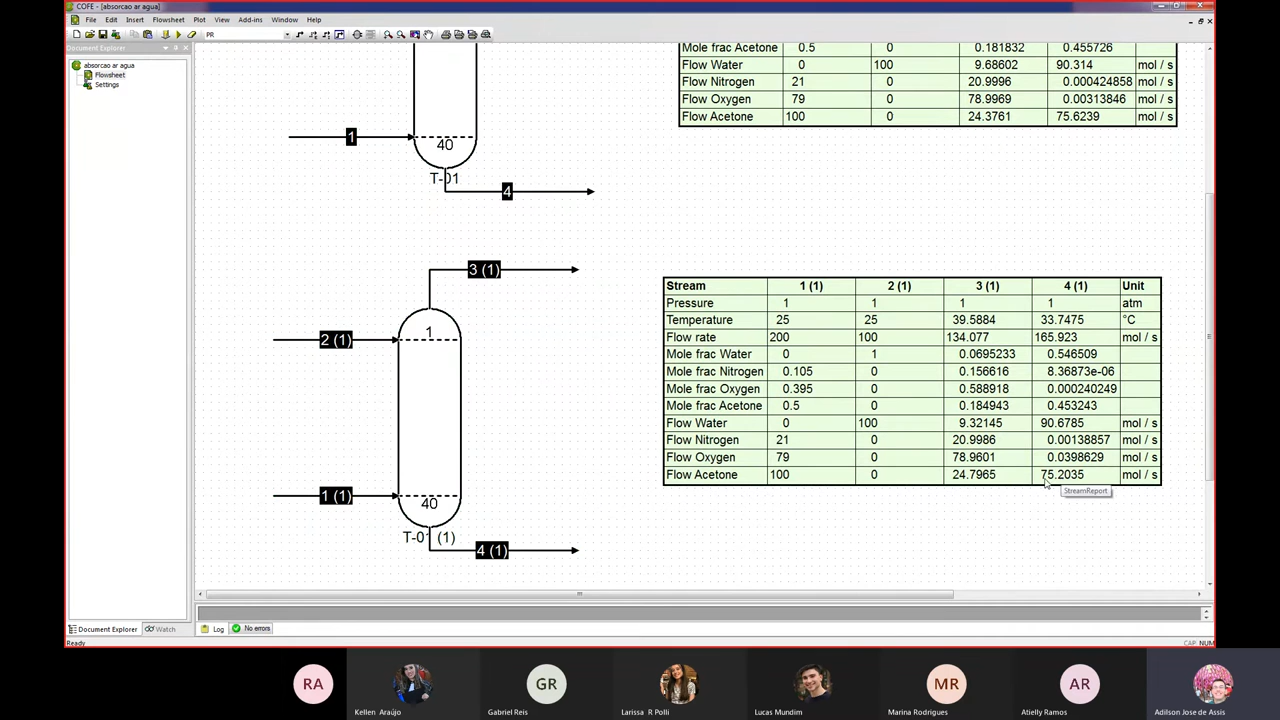 COFE - [absorcao ar agua]
File Edit Insert Flowsheet Plot View Add-ins Window Help
PR
Document Explorer
absorcao ar agua
Flowsheet
Settings
1
40
T-01
4
Mole frac Acetone 0.5 0 0.181832 0.455726
Flow Water 0 100 9.68602 90.314 mol / s
Flow Nitrogen 21 0 20.9996 0.000424858 mol / s
Flow Oxygen 79 0 78.9969 0.00313846 mol / s
Flow Acetone 100 0 24.3761 75.6239 mol / s
3 (1)
1
2 (1)
1 (1)
40
T-01 (1)
4 (1)
Stream 1 (1) 2 (1) 3 (1) 4 (1) Unit
Pressure 1 1 1 1 atm
Temperature 25 25 39.5884 33.7475 °C
Flow rate 200 100 134.077 165.923 mol / s
Mole frac Water 0 1 0.0695233 0.546509
Mole frac Nitrogen 0.105 0 0.156616 8.36873e-06
Mole frac Oxygen 0.395 0 0.588918 0.000240249
Mole frac Acetone 0.5 0 0.184943 0.453243
Flow Water 0 100 9.32145 90.6785 mol / s
Flow Nitrogen 21 0 20.9986 0.00138857 mol / s
Flow Oxygen 79 0 78.9601 0.0398629 mol / s
Flow Acetone 100 0 24.7965 75.2035 mol / s
StreamReport
Document Explorer Watch
Log No errors
Ready
CAP NUM
RA
Kellen Araújo
GR
Gabriel Reis
Larissa R Polli
Lucas Mundim
MR
Marina Rodrigues
AR
Atielly Ramos
Adilson Jose de Assis